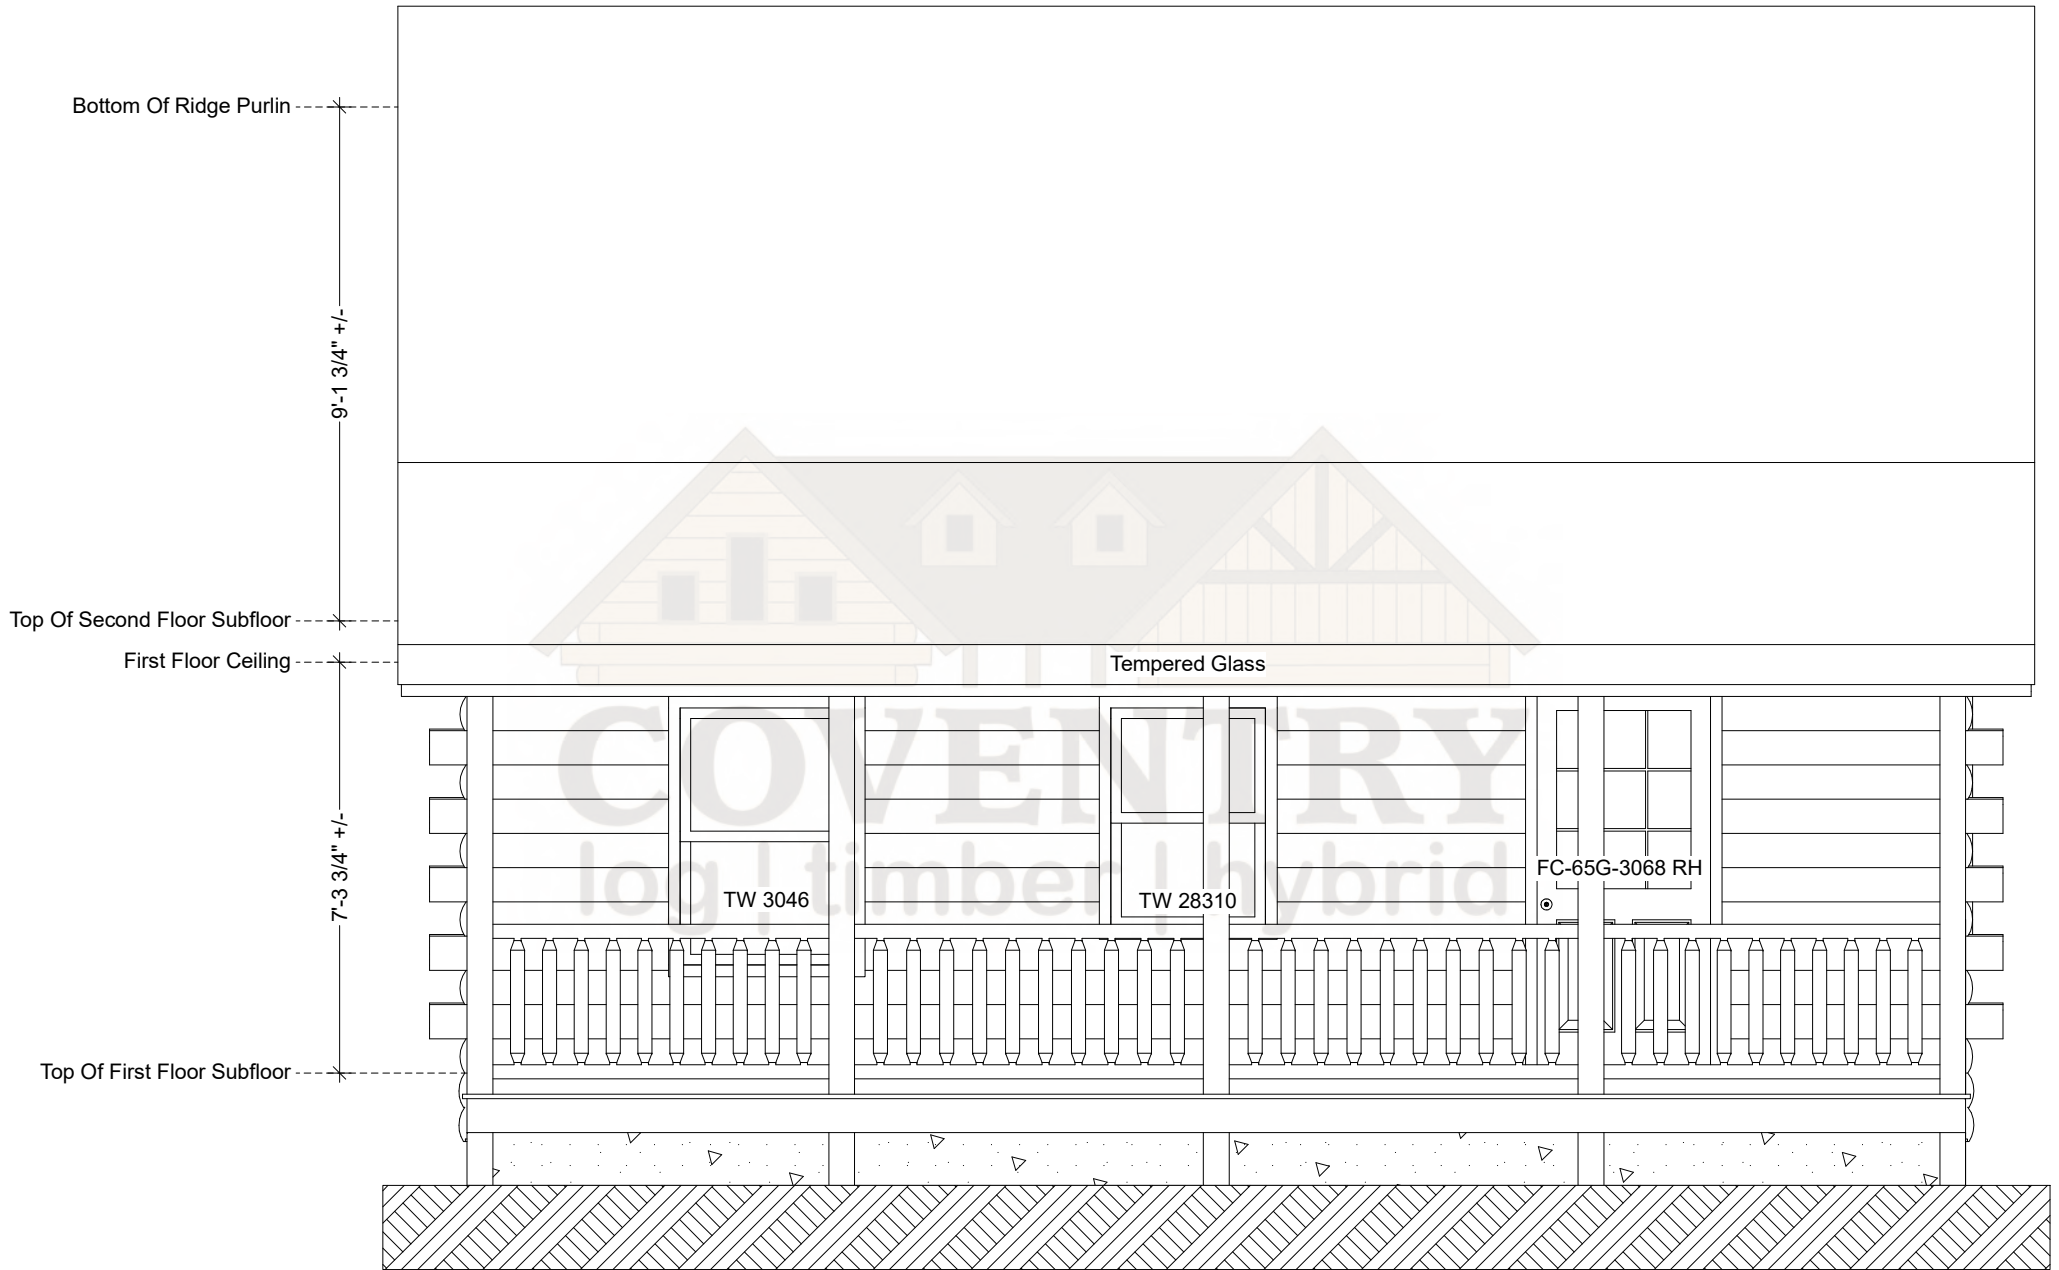 Bottom Of Ridge Purlin
9'-1 3/4" +/-
Top Of Second Floor Subfloor
First Floor Ceiling
Tempered Glass
COVENTRY
log | timber | hybrid
FC-65G-3068 RH
TW 3046
TW 28310
7'-3 3/4" +/-
Top Of First Floor Subfloor